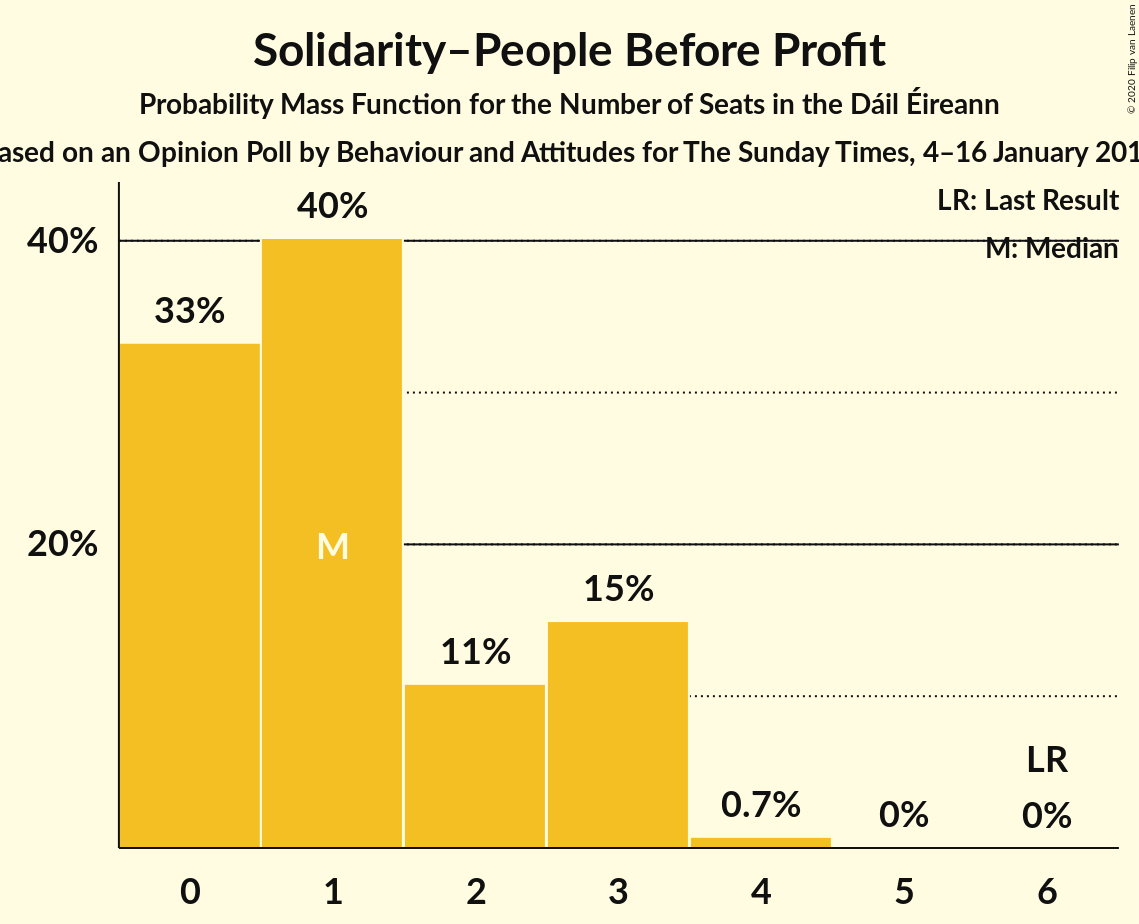 Solidarity–People Before Profit
Probability Mass Function for the Number of Seats in the Dáil Éireann
ased on an Opinion Poll by Behaviour and Attitudes for The Sunday Times, 4–16 January 201
© 2020 Filip van Laenen
LR: Last Result
M: Median
40%
20%
33%
40%
M
11%
15%
0.7%
0%
LR
0%
0 1 2 3 4 5 6